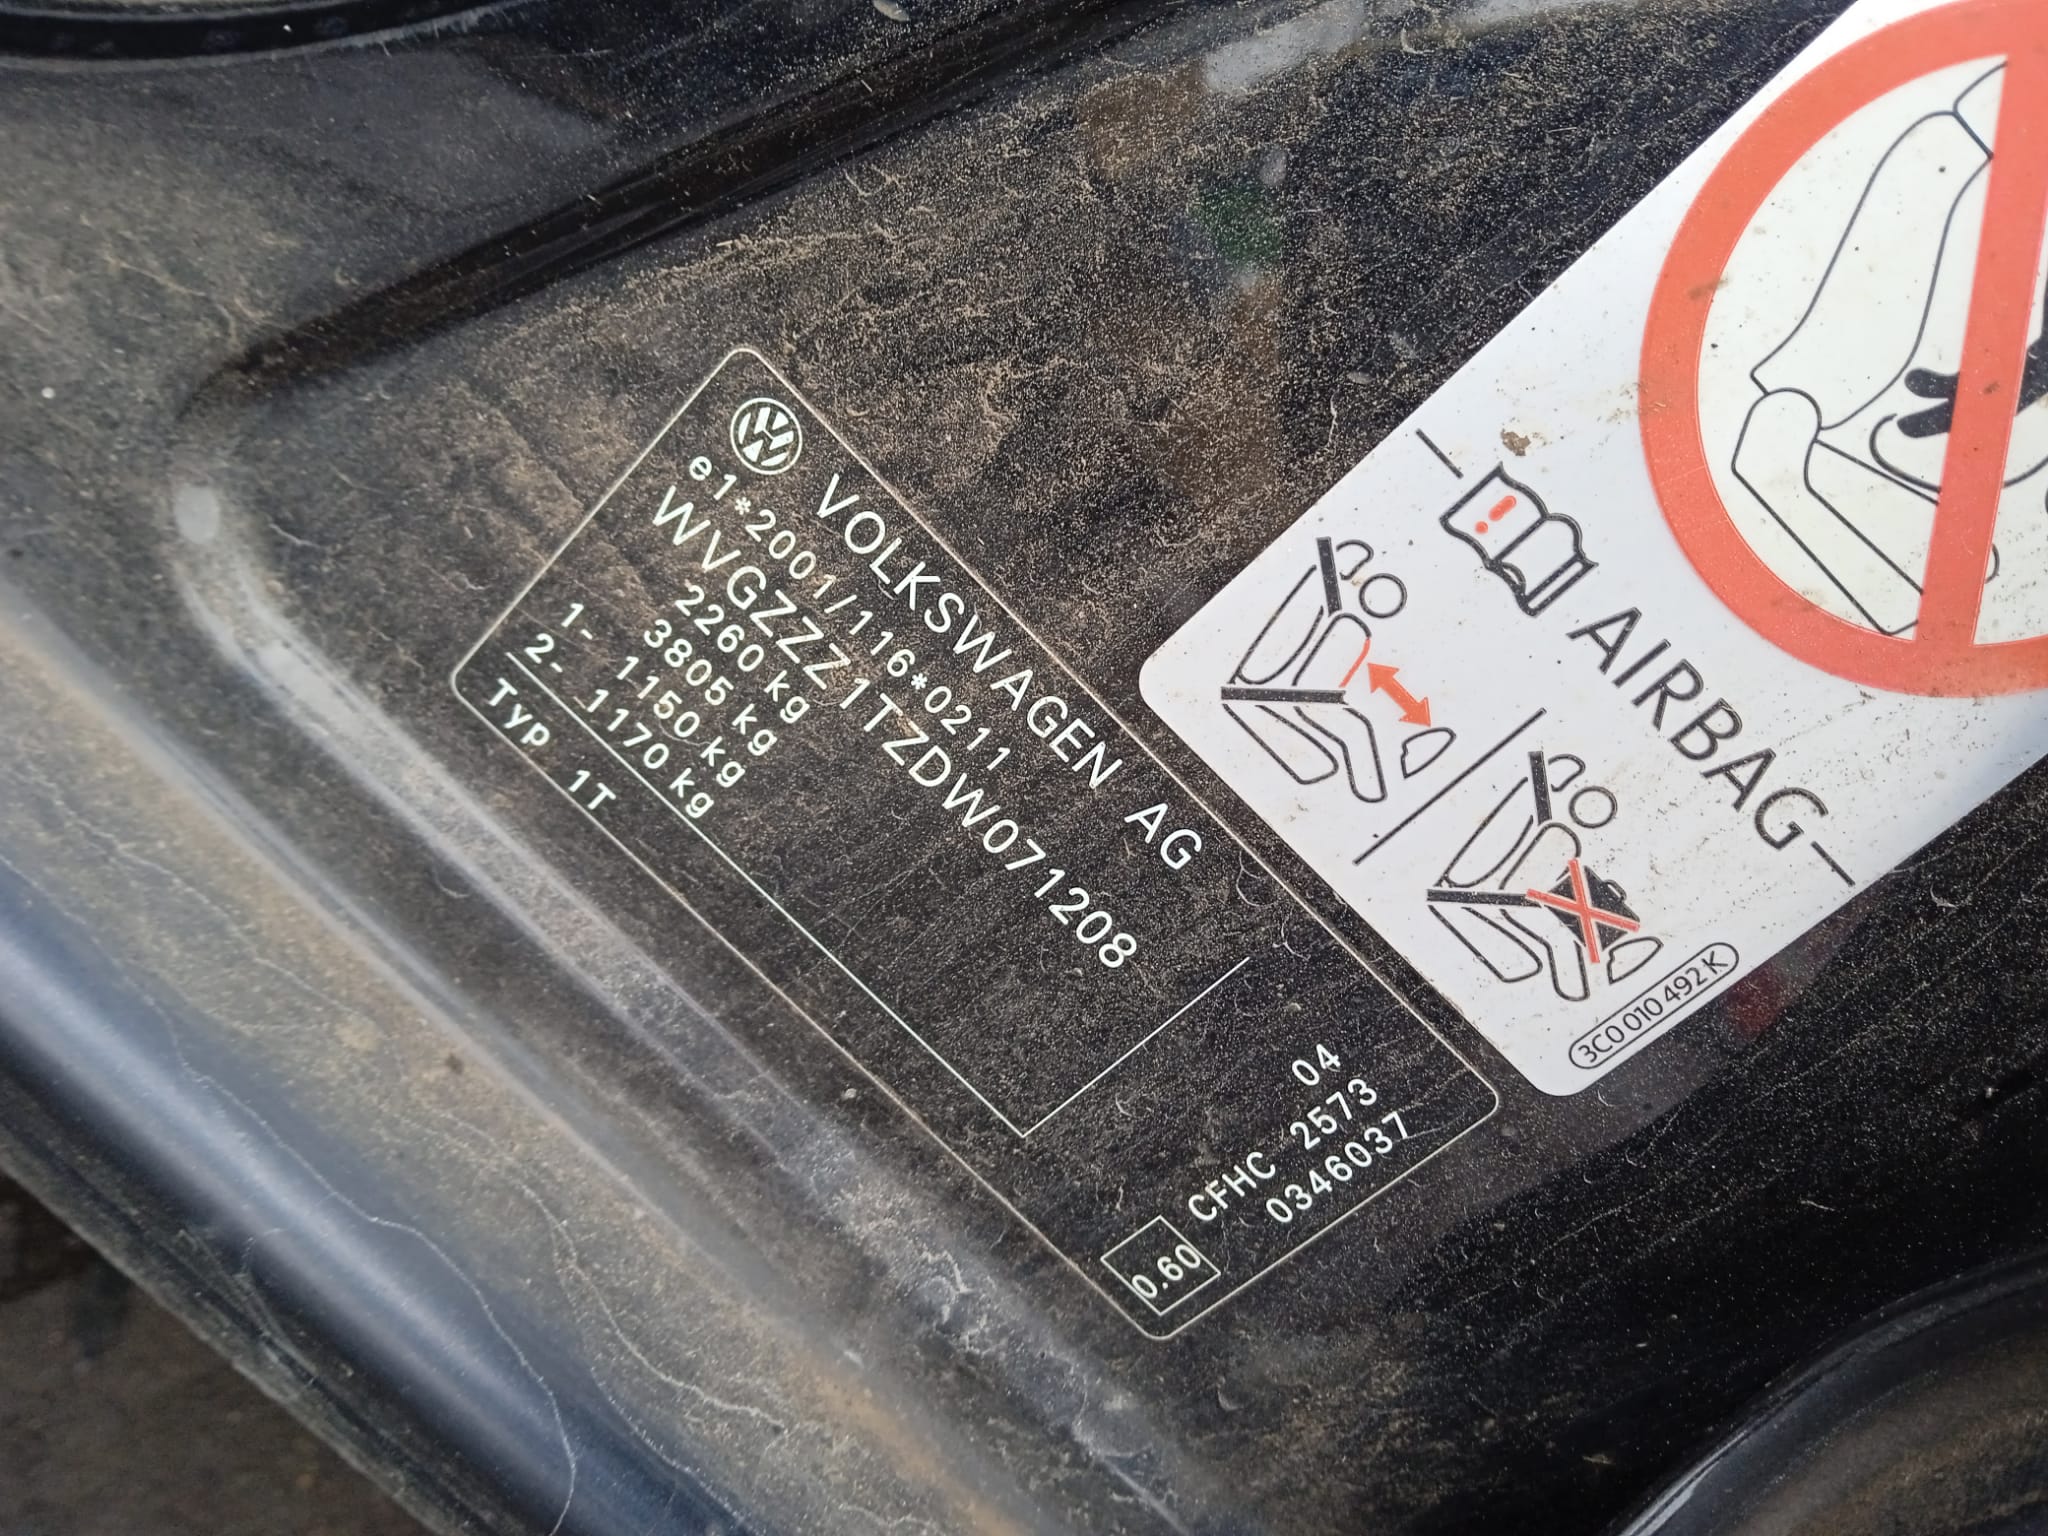 VOLKSWAGEN AG
e1*2001/116*0211
WVGZZZ1TZDW071208
2260 kg
3805 kg
1- 1150 kg
2- 1170 kg
Typ 1T
04
CFHC 2573
0346037
0.60
AIRBAG
3C0 010 492 K